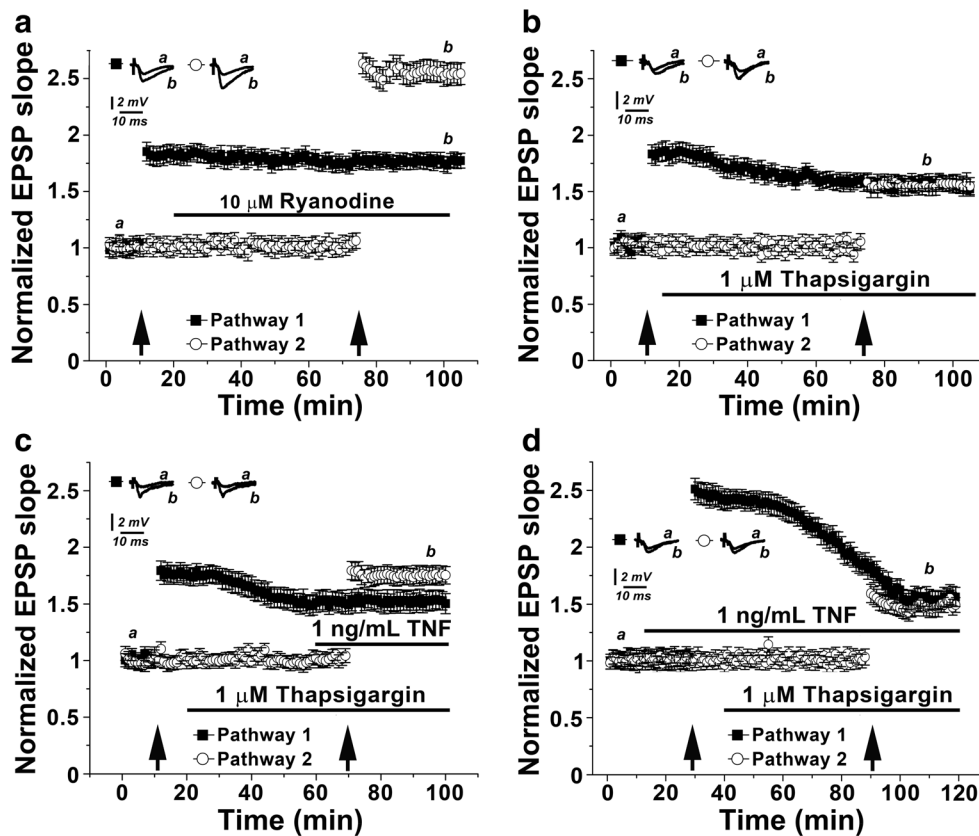 a
Normalized EPSP slope
2.5
2
1.5
1
0.5
0
a
b
a
b
2 mV
10 ms
b
b
a
10 μM Ryanodine
Pathway 1
Pathway 2
0 20 40 60 80 100
Time (min)
b
Normalized EPSP slope
2.5
2
1.5
1
0.5
0
a
b
a
b
2 mV
10 ms
b
a
1 μM Thapsigargin
Pathway 1
Pathway 2
0 20 40 60 80 100
Time (min)
c
Normalized EPSP slope
2.5
2
1.5
1
0.5
0
a
b
a
b
2 mV
10 ms
b
a
1 ng/mL TNF
1 μM Thapsigargin
Pathway 1
Pathway 2
0 20 40 60 80 100
Time (min)
d
Normalized EPSP slope
2.5
2
1.5
1
0.5
0
a
b
a
b
2 mV
10 ms
b
1 ng/mL TNF
a
1 μM Thapsigargin
Pathway 1
Pathway 2
0 20 40 60 80 100 120
Time (min)